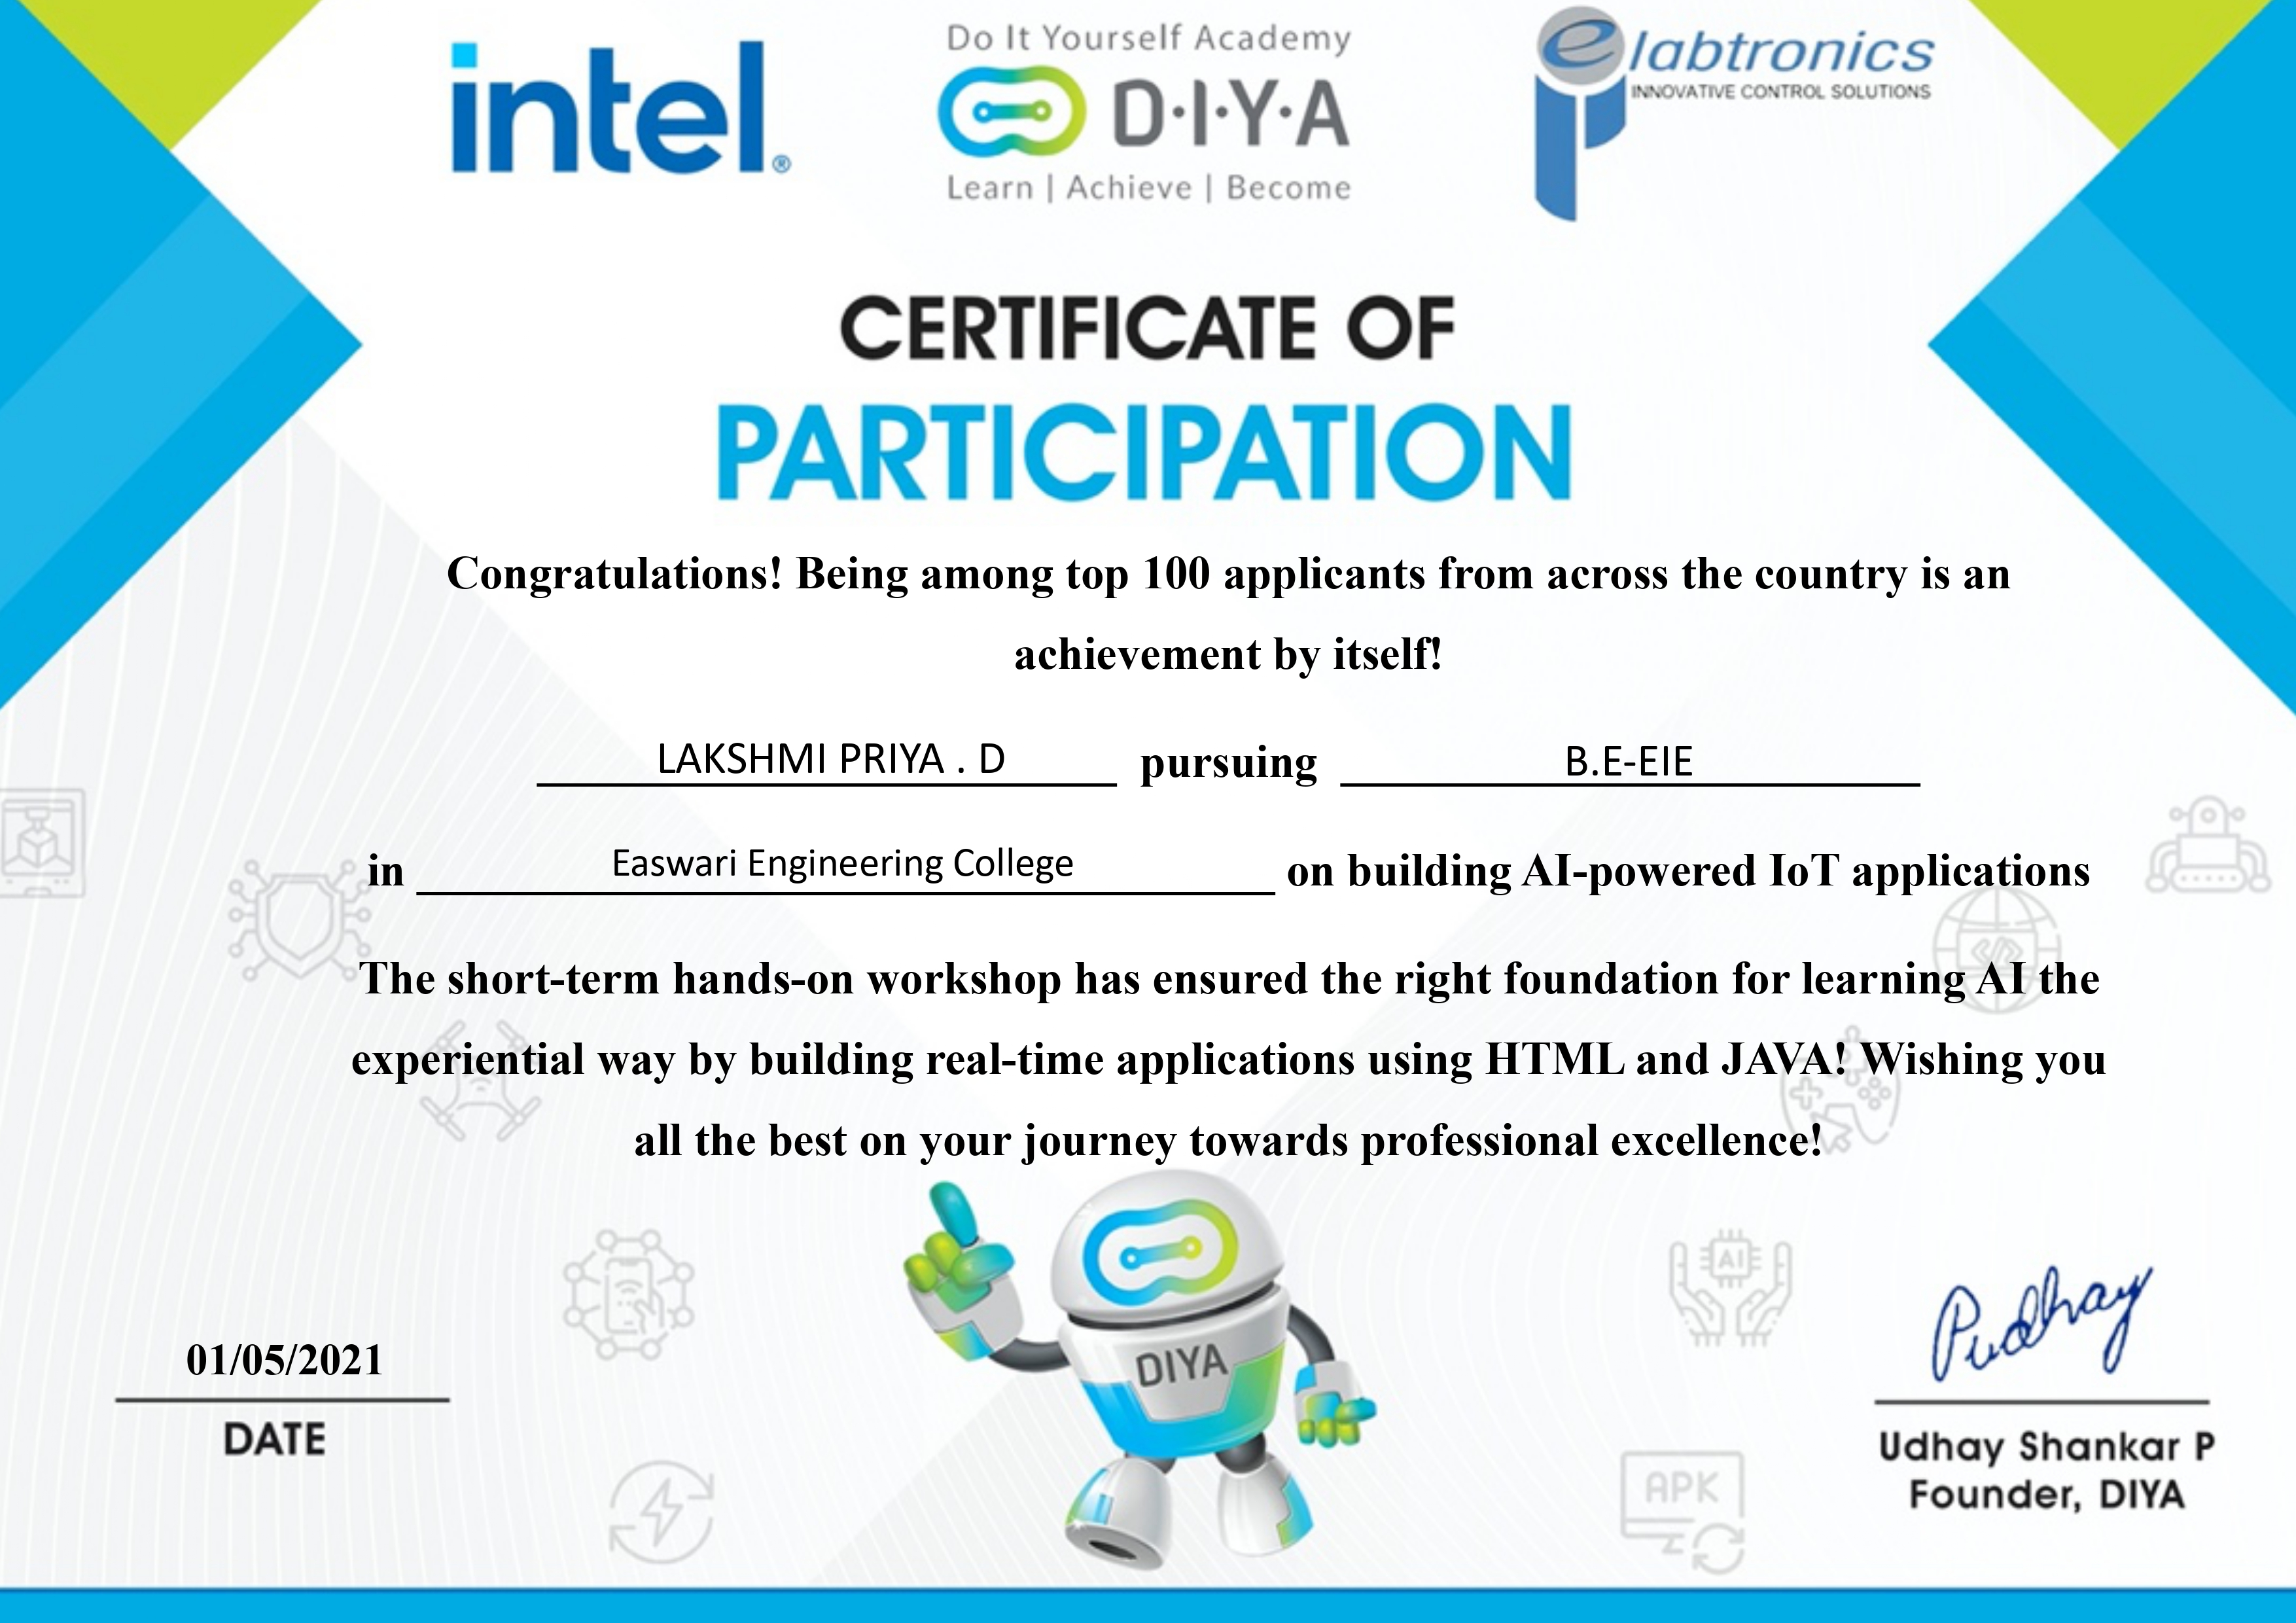 intel®
Do It Yourself Academy
D·I·Y·A
Learn | Achieve | Become
elabtronics
INNOVATIVE CONTROL SOLUTIONS
CERTIFICATE OF
PARTICIPATION
Congratulations! Being among top 100 applicants from across the country is an
achievement by itself!
LAKSHMI PRIYA . D pursuing B.E-EIE
in Easwari Engineering College on building AI-powered IoT applications
The short-term hands-on workshop has ensured the right foundation for learning AI the
experiential way by building real-time applications using HTML and JAVA! Wishing you
all the best on your journey towards professional excellence!
AI
DIYA
01/05/2021
DATE
Pudhay
Udhay Shankar P
Founder, DIYA
APK